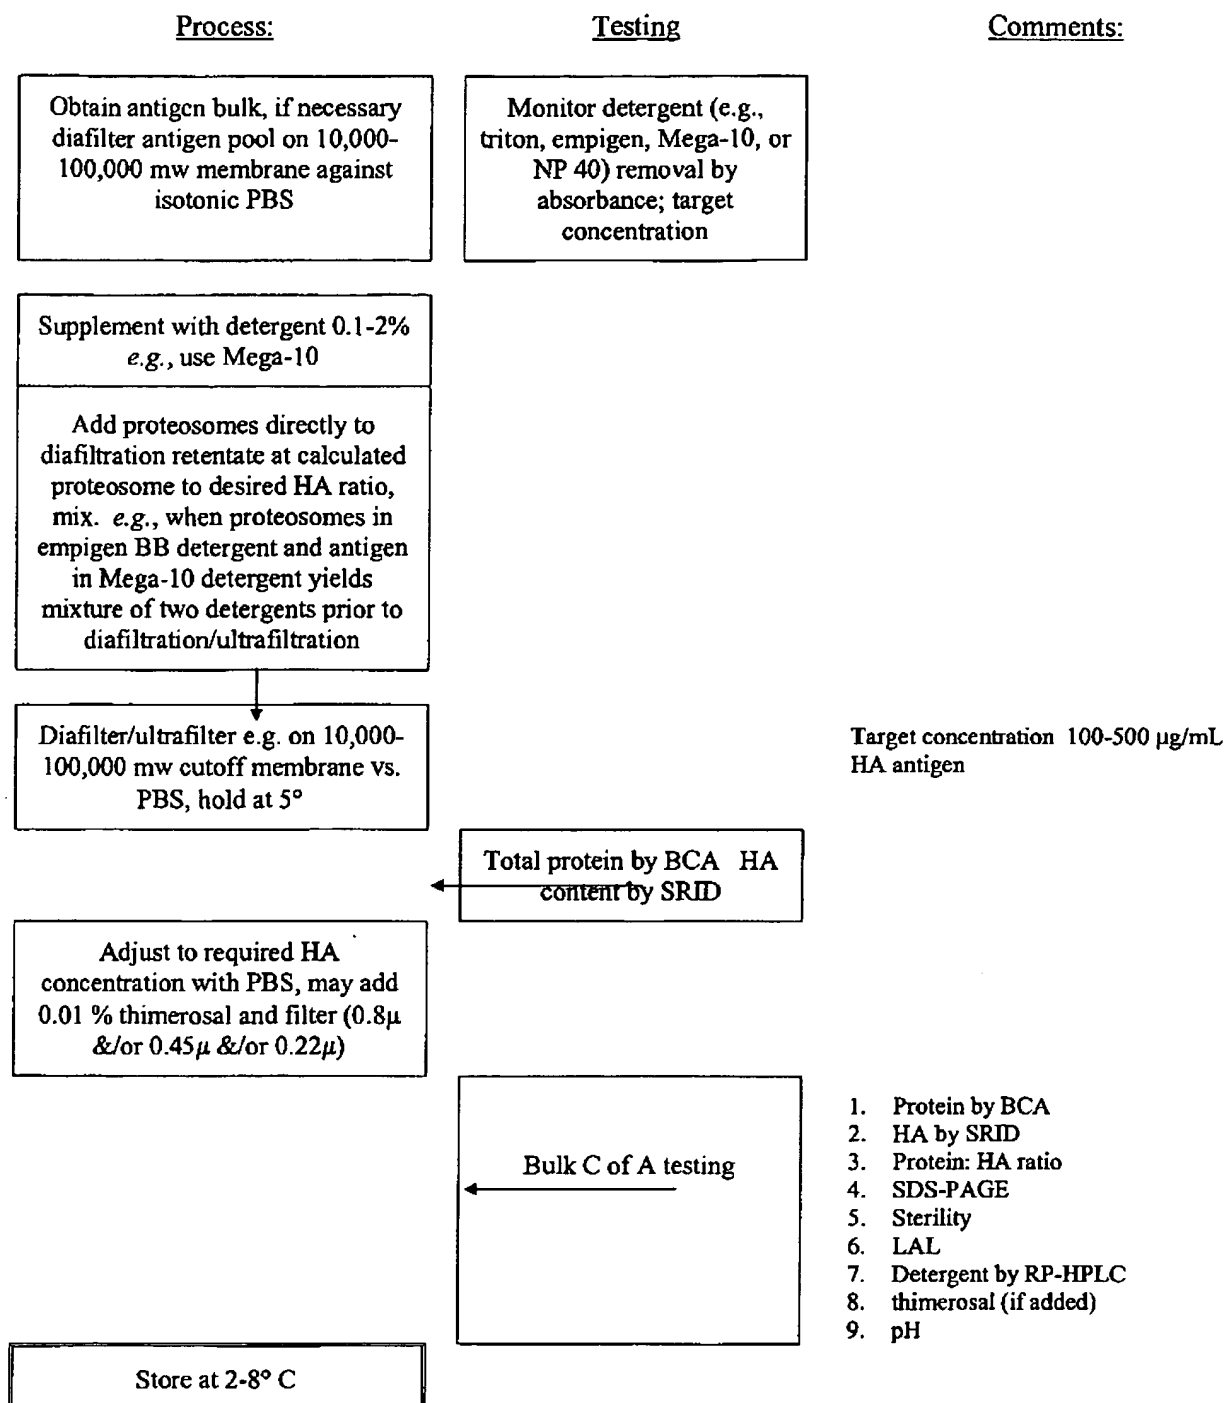 Process:
Testing
Comments:
Obtain antigen bulk, if necessary
diafilter antigen pool on 10,000-
100,000 mw membrane against
isotonic PBS
Monitor detergent (e.g.,
triton, empigen, Mega-10, or
NP 40) removal by
absorbance; target
concentration
Supplement with detergent 0.1-2%
e.g., use Mega-10
Add proteosomes directly to
diafiltration retentate at calculated
proteosome to desired HA ratio,
mix. e.g., when proteosomes in
empigen BB detergent and antigen
in Mega-10 detergent yields
mixture of two detergents prior to
diafiltration/ultrafiltration
Diafilter/ultrafilter e.g. on 10,000-
100,000 mw cutoff membrane vs.
PBS, hold at 5°
Target concentration 100-500 µg/mL
HA antigen
Total protein by BCA HA
content by SRID
Adjust to required HA
concentration with PBS, may add
0.01 % thimerosal and filter (0.8µ
&/or 0.45µ &/or 0.22µ)
Bulk C of A testing
1. Protein by BCA
2. HA by SRID
3. Protein: HA ratio
4. SDS-PAGE
5. Sterility
6. LAL
7. Detergent by RP-HPLC
8. thimerosal (if added)
9. pH
Store at 2-8° C